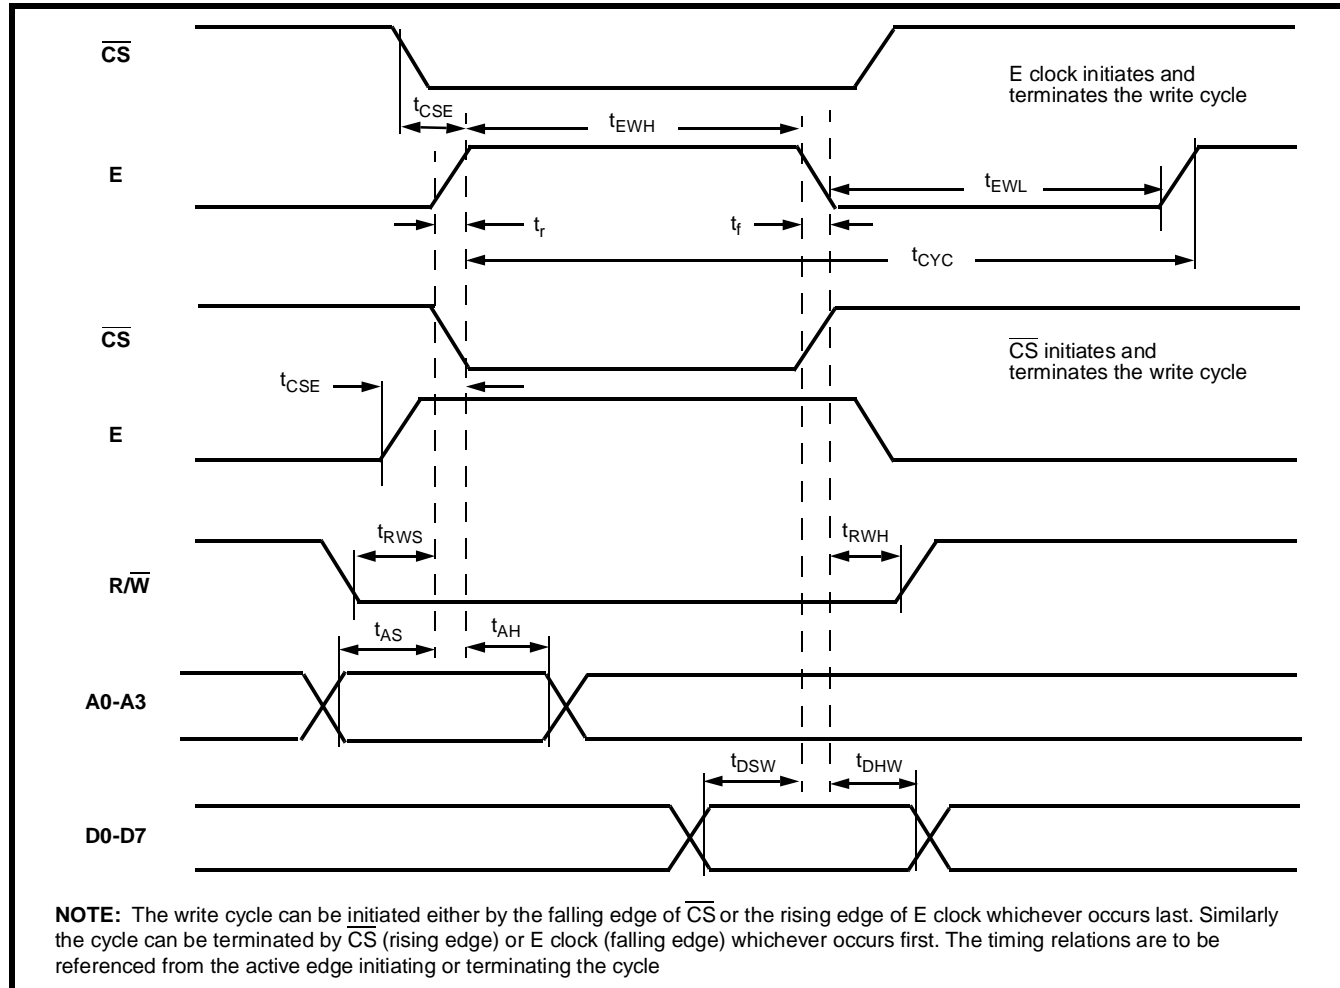 CS
E clock initiates and
terminates the write cycle
tCSE
tEWH
E
tEWL
tr
tf
tCYC
CS
CS initiates and
terminates the write cycle
tCSE
E
tRWS
tRWH
R/W
tAS
tAH
A0-A3
tDSW
tDHW
D0-D7
NOTE: The write cycle can be initiated either by the falling edge of CS or the rising edge of E clock whichever occurs last. Similarly
the cycle can be terminated by CS (rising edge) or E clock (falling edge) whichever occurs first. The timing relations are to be
referenced from the active edge initiating or terminating the cycle